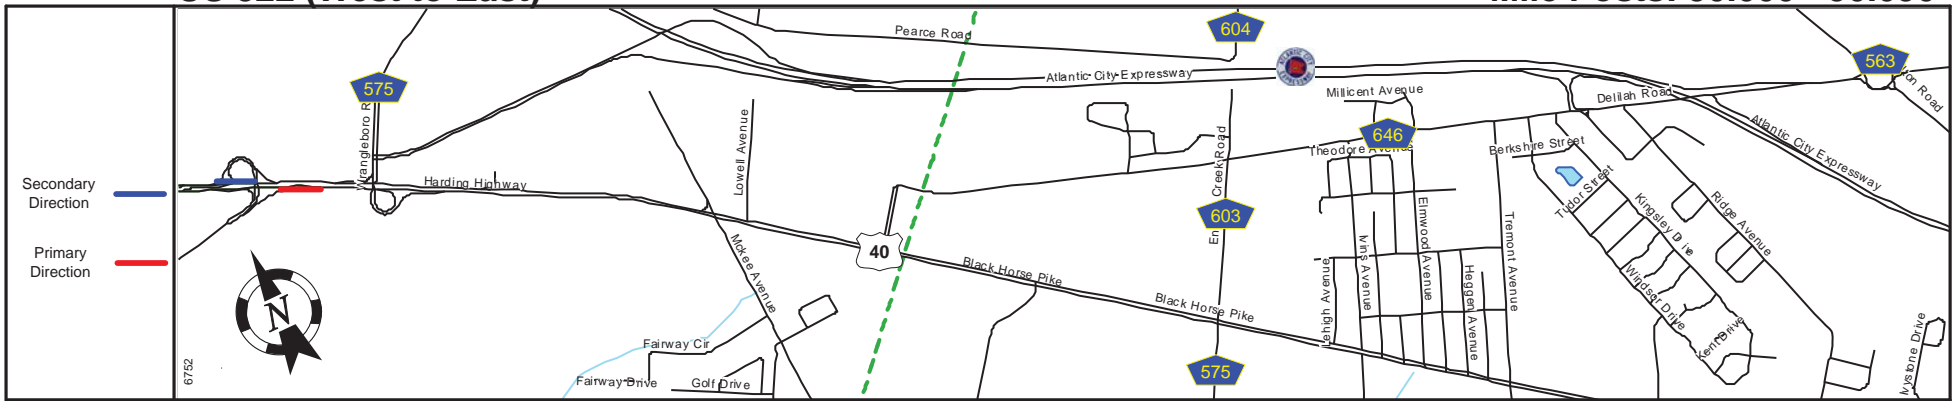 Secondary
Direction
Primary
Direction
575
604
563
Pearce Road
Atlantic City Expressway
Millicent Avenue
Delilah Road
646
Theodore Avenue
Berkshire Street
Atlantic City Expressway
Lowell Avenue
Harding Highway
Creek Road
603
Tudor Street
Kingsley Drive
Ridge Avenue
Mckee Avenue
40
Black Horse Pike
Black Horse Pike
Lehigh Avenue
Ivins Avenue
Elmwood Avenue
Heggen Avenue
Tremont Avenue
Windsor Drive
Kent Drive
Ivystone Drive
N
Fairway Cir
Fairway Drive
Golf Drive
575
6752